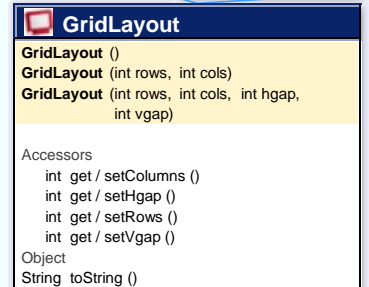 GridLayout
GridLayout ()
GridLayout (int rows, int cols)
GridLayout (int rows, int cols, int hgap,
int vgap)
Accessors
int get / setColumns ()
int get / setHgap ()
int get / setRows ()
int get / setVgap ()
Object
String toString ()